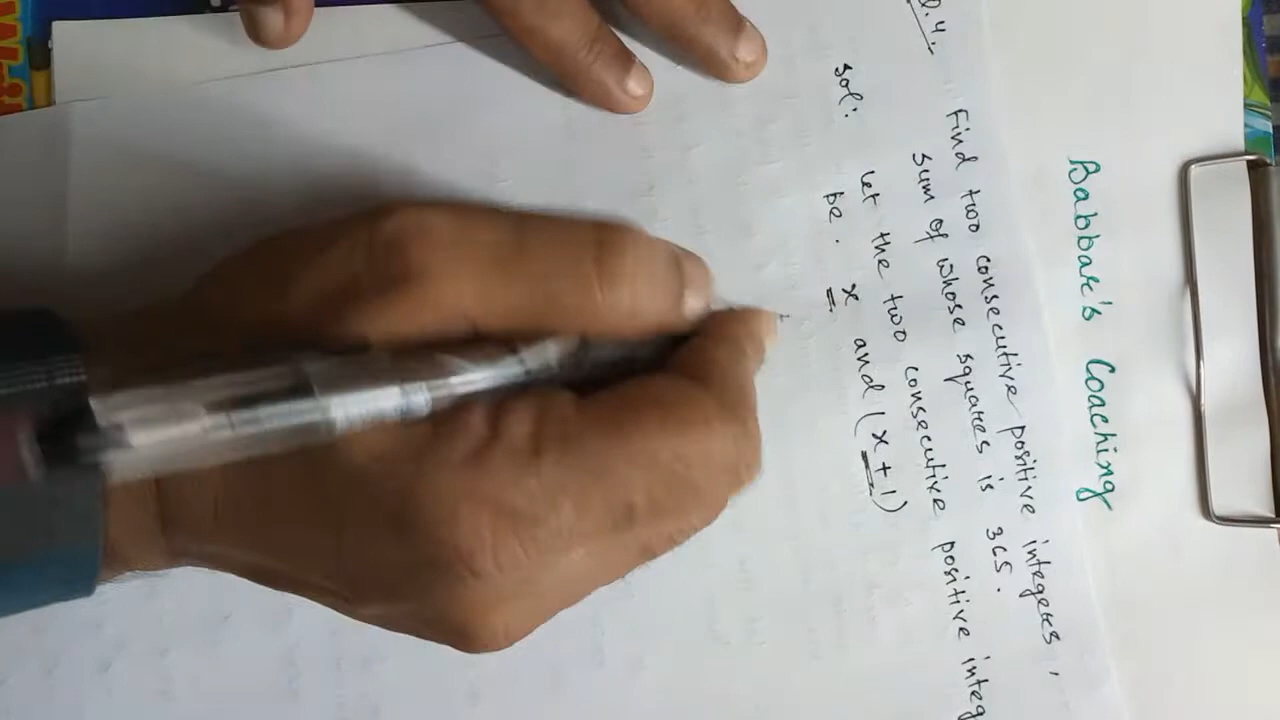 Babbar's Coaching
Q.4. Find two consecutive positive integers,
sum of whose squares is 365.
Sol: Let the two consecutive positive integ
be. x and (x+1)